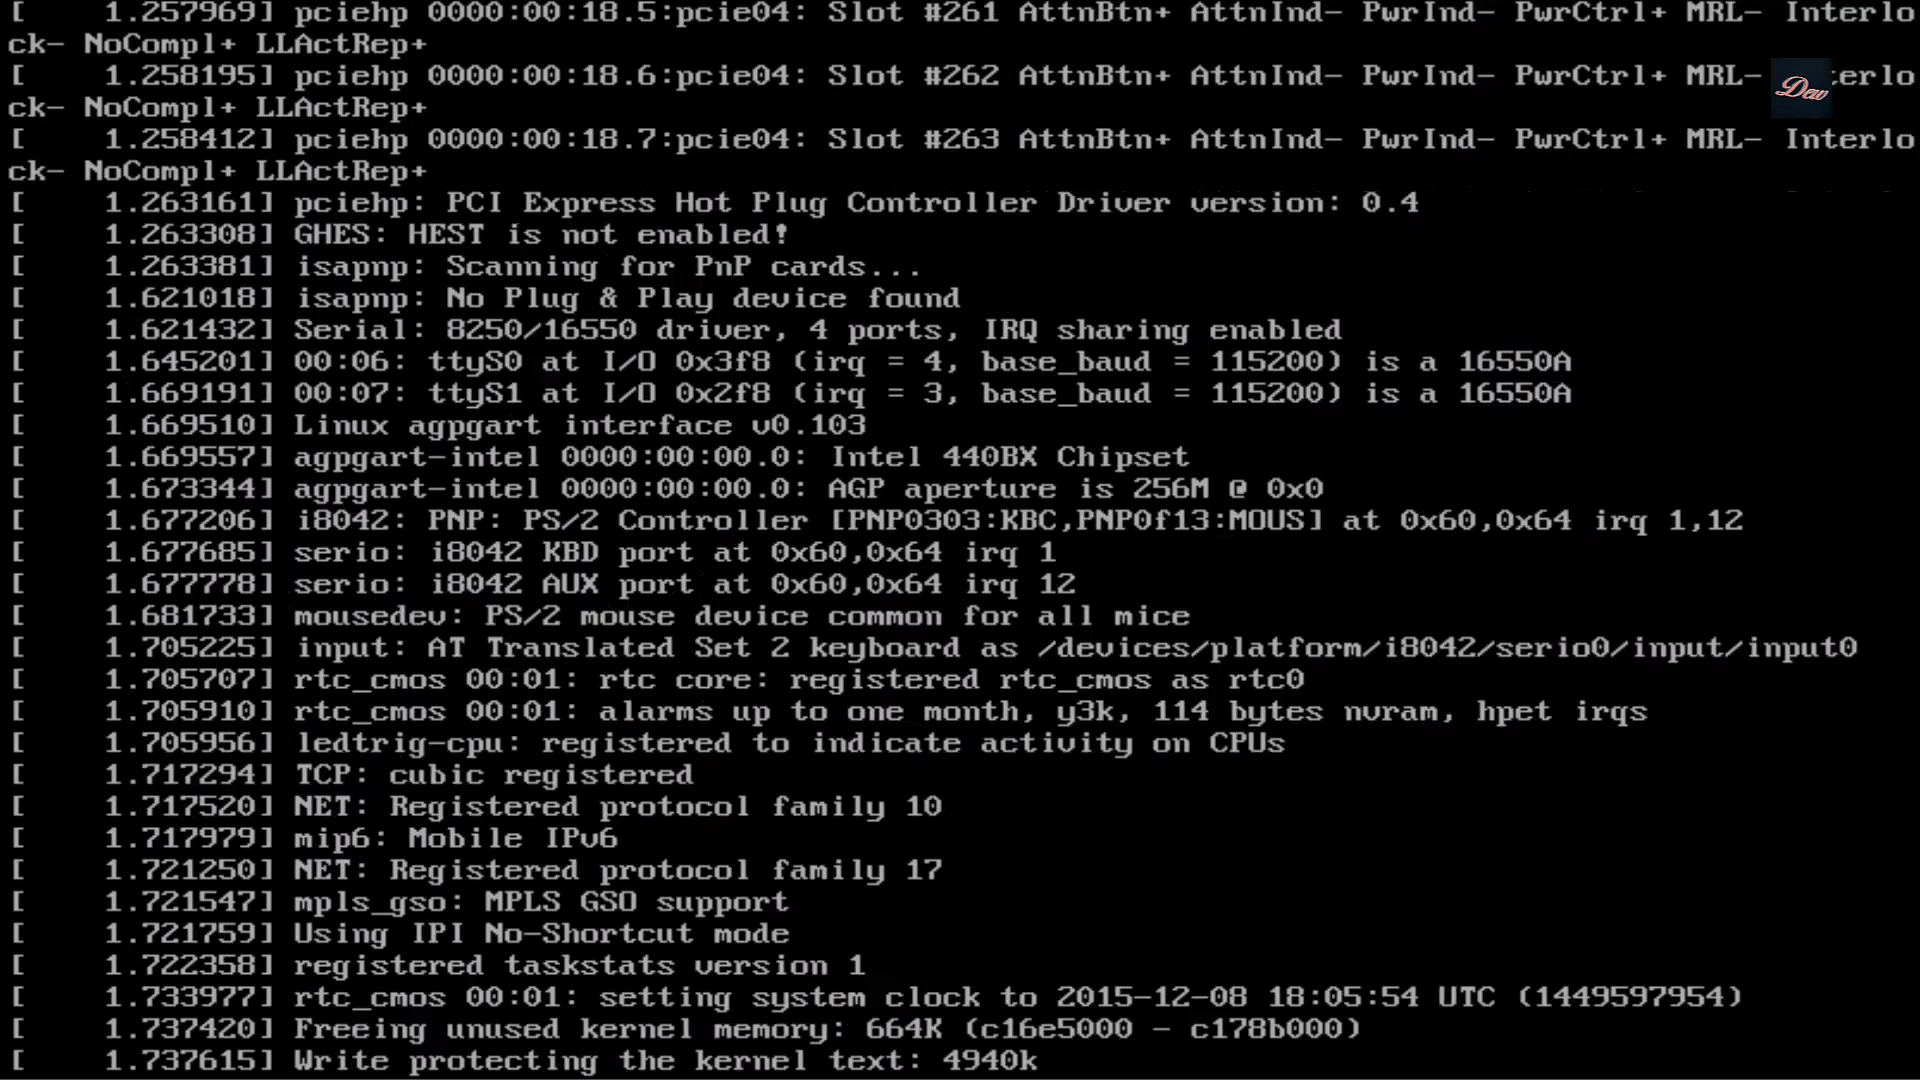 [    1.257969] pciehp 0000:00:18.5:pcie04: Slot #261 AttnBtn+ AttnInd- PwrInd- PwrCtrl+ MRL- Interlo
ck- NoCompl+ LLActRep+
[    1.258195] pciehp 0000:00:18.6:pcie04: Slot #262 AttnBtn+ AttnInd- PwrInd- PwrCtrl+ MRL- erlo
Dew
ck- NoCompl+ LLActRep+
[    1.258412] pciehp 0000:00:18.7:pcie04: Slot #263 AttnBtn+ AttnInd- PwrInd- PwrCtrl+ MRL- Interlo
ck- NoCompl+ LLActRep+
[    1.263161] pciehp: PCI Express Hot Plug Controller Driver version: 0.4
[    1.263308] GHES: HEST is not enabled!
[    1.263381] isapnp: Scanning for PnP cards...
[    1.621018] isapnp: No Plug & Play device found
[    1.621432] Serial: 8250/16550 driver, 4 ports, IRQ sharing enabled
[    1.645201] 00:06: ttyS0 at I/O 0x3f8 (irq = 4, base_baud = 115200) is a 16550A
[    1.669191] 00:07: ttyS1 at I/O 0x2f8 (irq = 3, base_baud = 115200) is a 16550A
[    1.669510] Linux agpgart interface v0.103
[    1.669557] agpgart-intel 0000:00:00.0: Intel 440BX Chipset
[    1.673344] agpgart-intel 0000:00:00.0: AGP aperture is 256M @ 0x0
[    1.677206] i8042: PNP: PS/2 Controller [PNP0303:KBC,PNP0f13:MOUS] at 0x60,0x64 irq 1,12
[    1.677685] serio: i8042 KBD port at 0x60,0x64 irq 1
[    1.677778] serio: i8042 AUX port at 0x60,0x64 irq 12
[    1.681733] mousedev: PS/2 mouse device common for all mice
[    1.705225] input: AT Translated Set 2 keyboard as /devices/platform/i8042/serio0/input/input0
[    1.705707] rtc_cmos 00:01: rtc core: registered rtc_cmos as rtc0
[    1.705910] rtc_cmos 00:01: alarms up to one month, y3k, 114 bytes nvram, hpet irqs
[    1.705956] ledtrig-cpu: registered to indicate activity on CPUs
[    1.717294] TCP: cubic registered
[    1.717520] NET: Registered protocol family 10
[    1.717979] mip6: Mobile IPv6
[    1.721250] NET: Registered protocol family 17
[    1.721547] mpls_gso: MPLS GSO support
[    1.721759] Using IPI No-Shortcut mode
[    1.722358] registered taskstats version 1
[    1.733977] rtc_cmos 00:01: setting system clock to 2015-12-08 18:05:54 UTC (1449597954)
[    1.737420] Freeing unused kernel memory: 664K (c16e5000 - c178b000)
[    1.737615] Write protecting the kernel text: 4940k